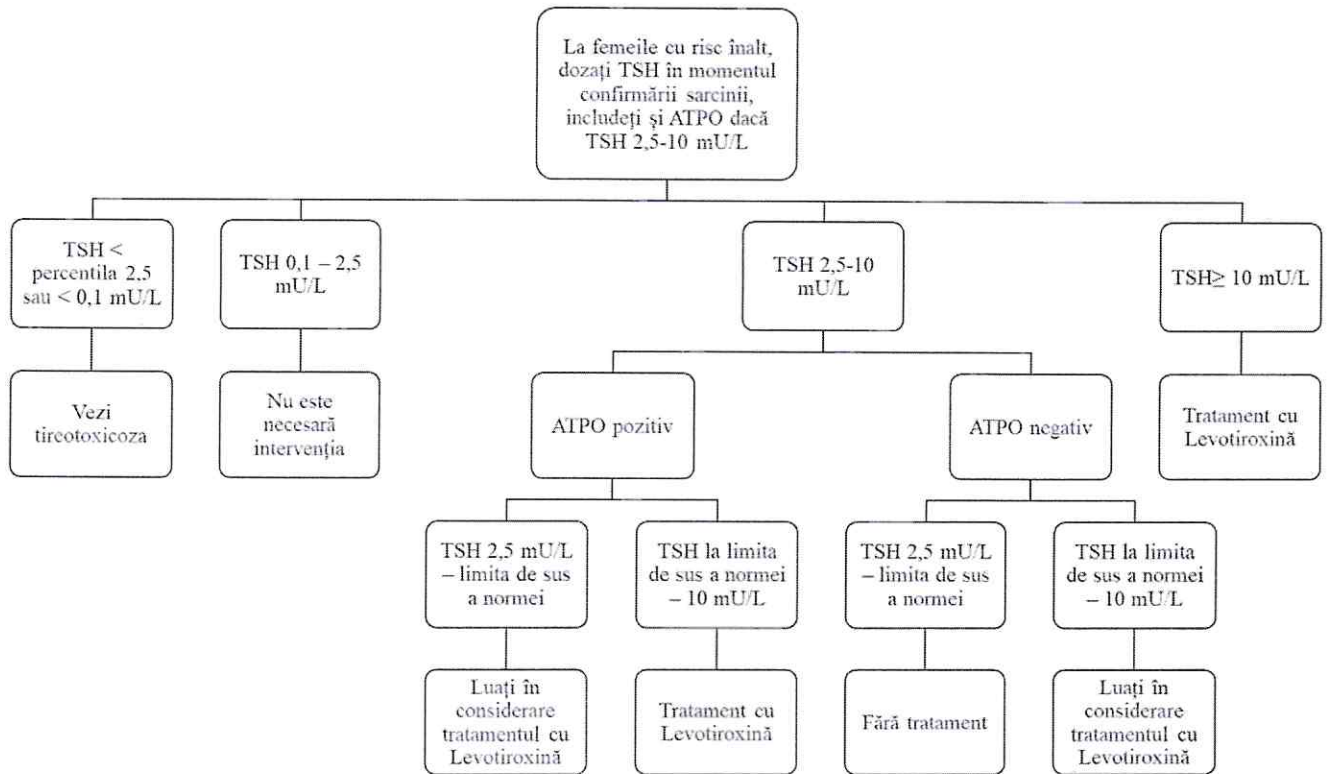 La femeile cu risc înalt,
dozați TSH în momentul
confirmării sarcinii,
includeți și ATPO dacă
TSH 2,5-10 mU/L
TSH <
percentila 2,5
sau < 0,1 mU/L
TSH 0,1 – 2,5
mU/L
TSH 2,5-10
mU/L
TSH≥ 10 mU/L
Vezi
tireotoxicoza
Nu este
necesară
intervenția
ATPO pozitiv
ATPO negativ
Tratament cu
Levotiroxină
TSH 2,5 mU/L
– limita de sus
a normei
TSH la limita
de sus a normei
– 10 mU/L
TSH 2,5 mU/L
– limita de sus
a normei
TSH la limita
de sus a normei
– 10 mU/L
Luați în
considerare
tratamentul cu
Levotiroxină
Tratament cu
Levotiroxină
Fără tratament
Luați în
considerare
tratamentul cu
Levotiroxină